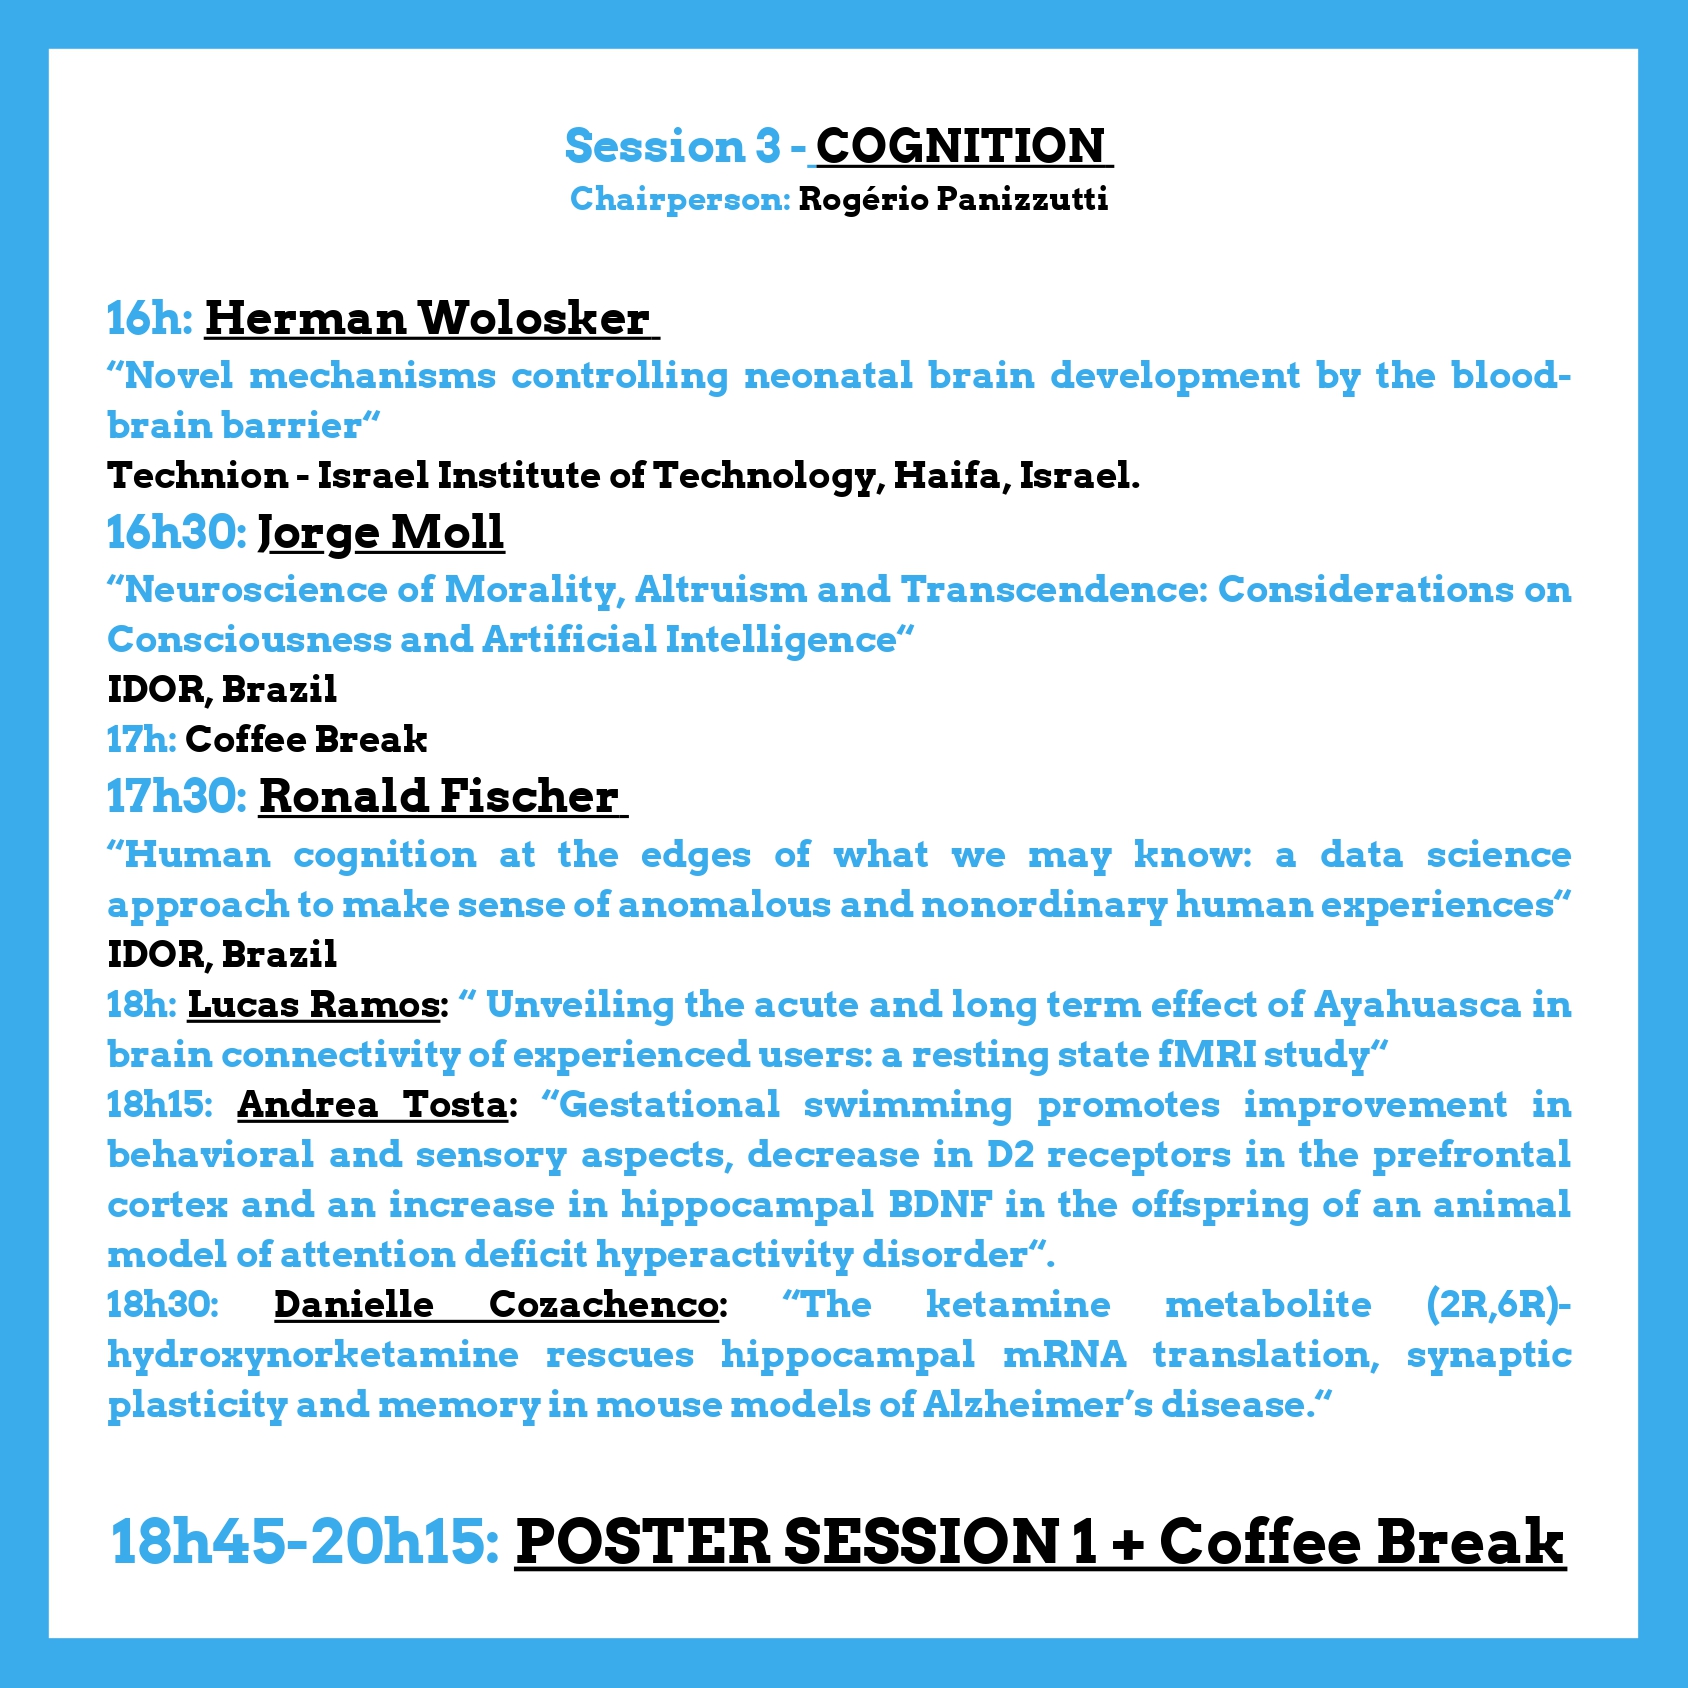 Session 3 - COGNITION
Chairperson: Rogério Panizzutti
16h: Herman Wolosker
“Novel mechanisms controlling neonatal brain development by the blood-
brain barrier“
Technion - Israel Institute of Technology, Haifa, Israel.
16h30: Jorge Moll
“Neuroscience of Morality, Altruism and Transcendence: Considerations on
Consciousness and Artificial Intelligence“
IDOR, Brazil
17h: Coffee Break
17h30: Ronald Fischer
“Human cognition at the edges of what we may know: a data science
approach to make sense of anomalous and nonordinary human experiences“
IDOR, Brazil
18h: Lucas Ramos: “ Unveiling the acute and long term effect of Ayahuasca in
brain connectivity of experienced users: a resting state fMRI study“
18h15: Andrea Tosta: “Gestational swimming promotes improvement in
behavioral and sensory aspects, decrease in D2 receptors in the prefrontal
cortex and an increase in hippocampal BDNF in the offspring of an animal
model of attention deficit hyperactivity disorder“.
18h30: Danielle Cozachenco: “The ketamine metabolite (2R,6R)-
hydroxynorketamine rescues hippocampal mRNA translation, synaptic
plasticity and memory in mouse models of Alzheimer’s disease.“
18h45-20h15: POSTER SESSION 1 + Coffee Break